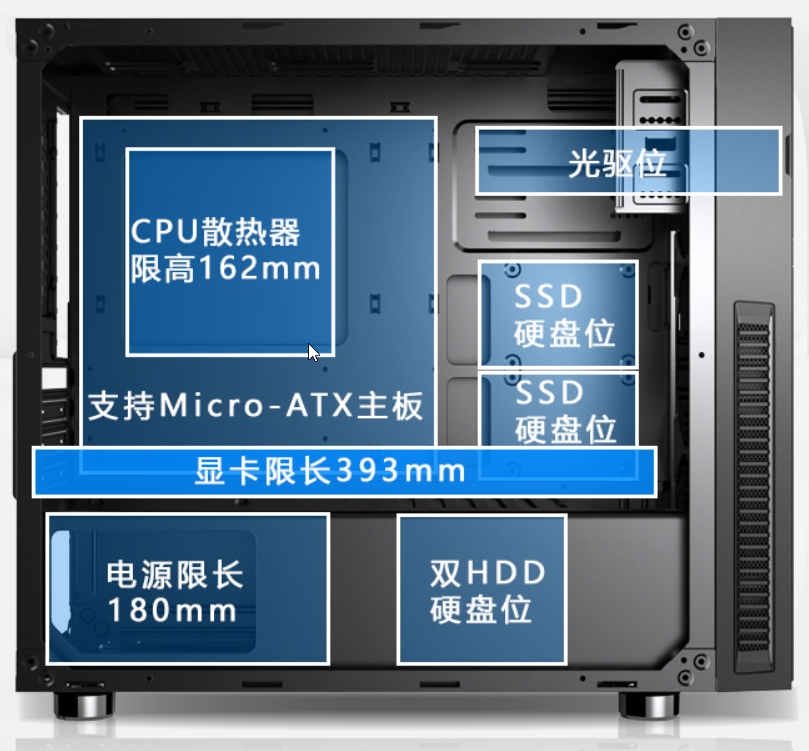 光驱位
CPU散热器
限高162mm
SSD
硬盘位
支持Micro-ATX主板
SSD
硬盘位
显卡限长393mm
电源限长
180mm
双HDD
硬盘位